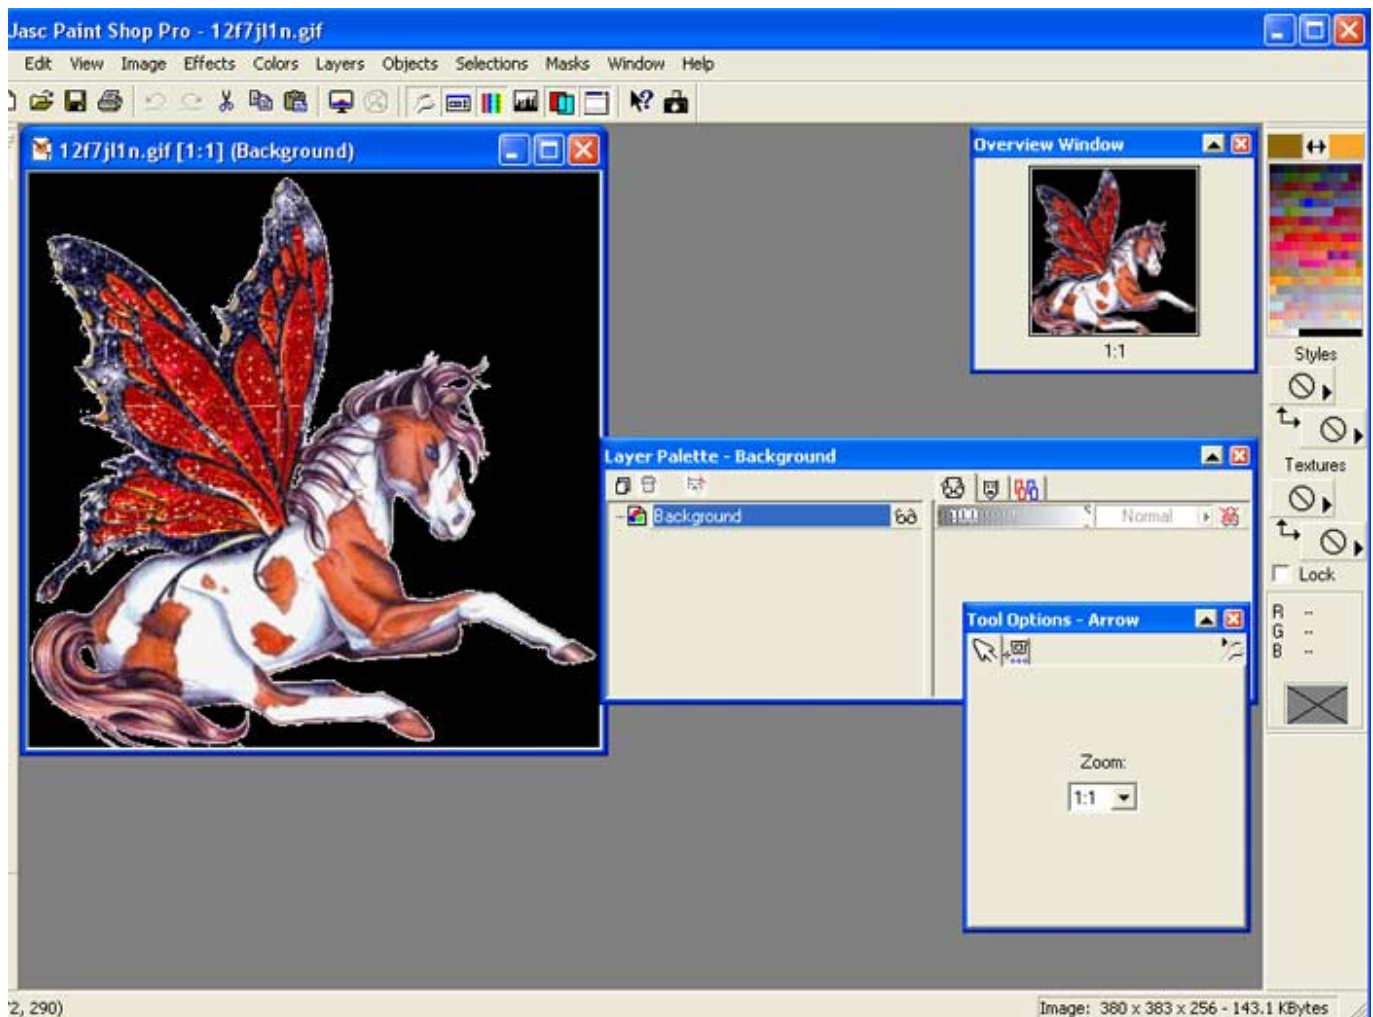 Jasc Paint Shop Pro - 12f7jl1n.gif
Edit View Image Effects Colors Layers Objects Selections Masks Window Help
12f7jl1n.gif [1:1] (Background)
Overview Window
1:1
Styles
Layer Palette - Background
Textures
Background
100
Normal
Lock
Tool Options - Arrow
R --
G --
B --
Zoom:
1:1
2, 290)
Image: 380 x 383 x 256 - 143.1 KBytes